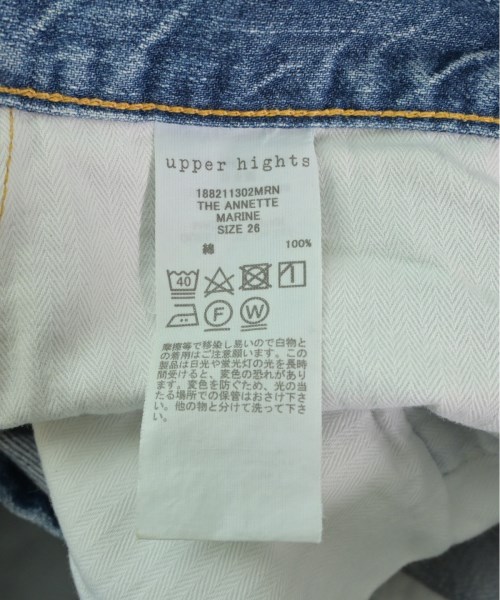 upper hights
188211302MRN
THE ANNETTE
MARINE
SIZE 26
綿 100%
40
F W
摩擦等で移染し易いので白物と
の着用はご注意願います。この
製品は日光や蛍光灯の光を長時
間受けると、変色の恐れがあり
ます。変色を防ぐため、光の当
たる場所での保管はおさけ下さ
い。他の物と分けて洗って下さ
い。